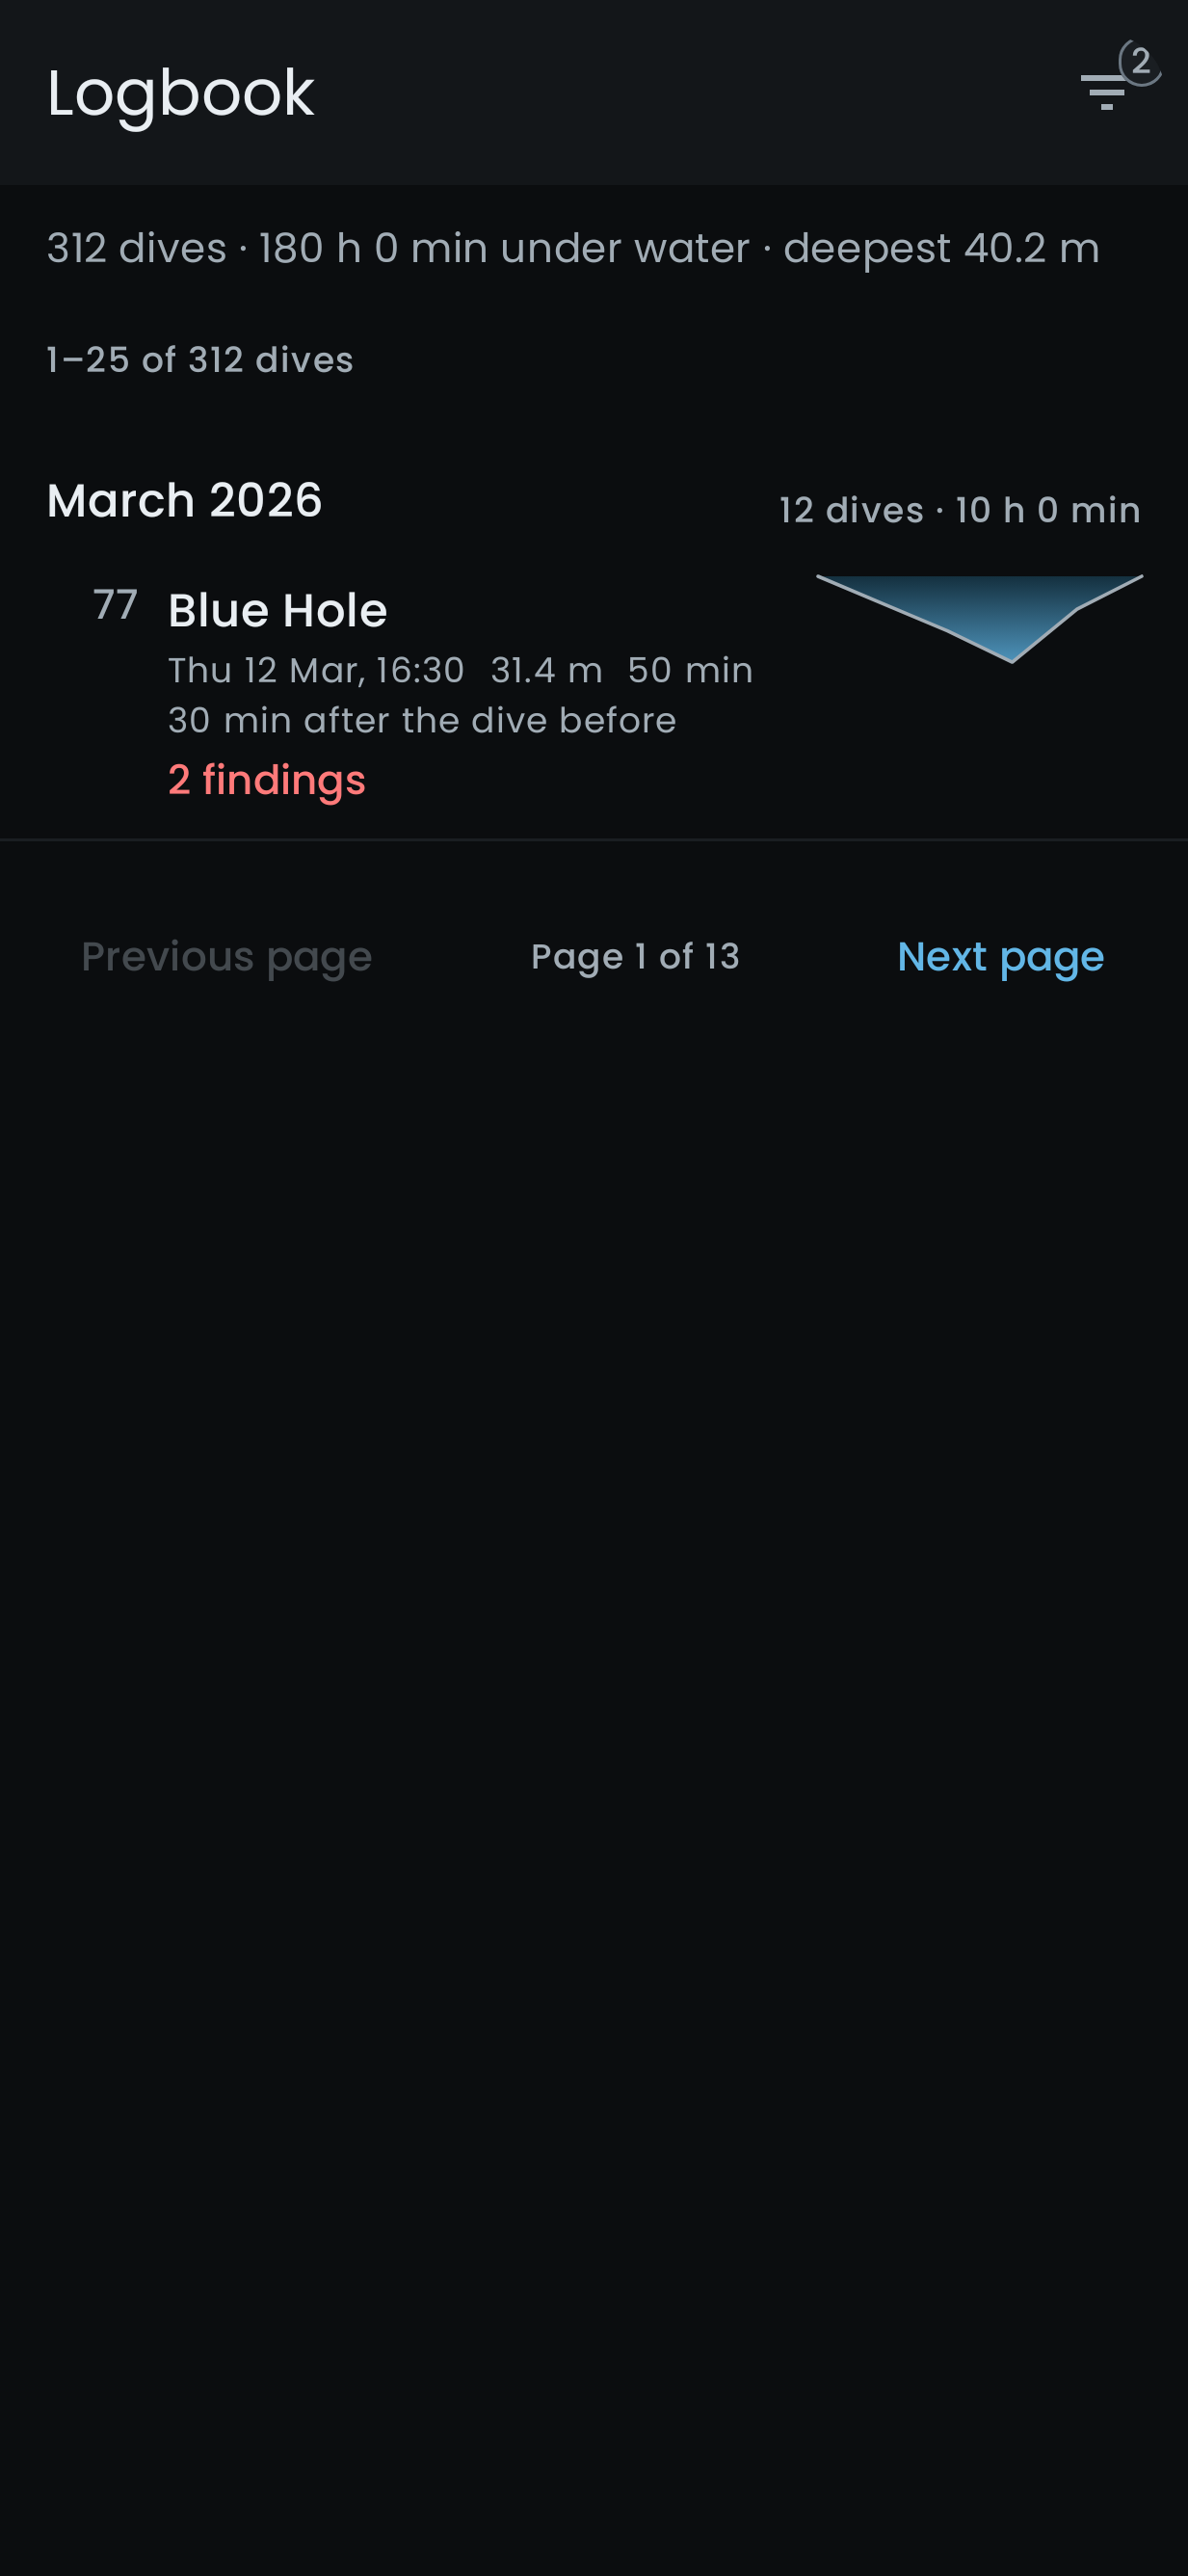 Logbook
2
312 dives · 180 h 0 min under water · deepest 40.2 m
1–25 of 312 dives
March 2026
12 dives · 10 h 0 min
77
Blue Hole
Thu 12 Mar, 16:30 31.4 m 50 min
30 min after the dive before
2 findings
Previous page
Page 1 of 13
Next page